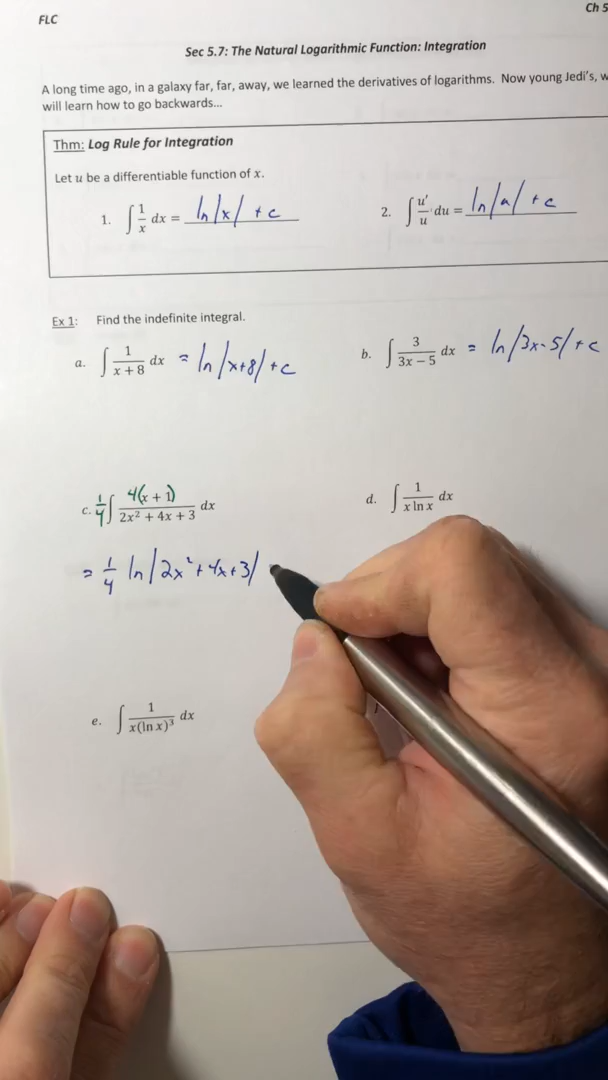 FLC
Ch 5
Sec 5.7: The Natural Logarithmic Function: Integration
A long time ago, in a galaxy far, far, away, we learned the derivatives of logarithms. Now young Jedi's, w
will learn how to go backwards...
Thm: Log Rule for Integration
Let u be a differentiable function of x.
1. ∫ 1/x dx = ln|x| + c
2. ∫ u'/u · du = ln|u| + c
Ex 1: Find the indefinite integral.
a. ∫ 1/(x + 8) dx = ln|x+8| + c
b. ∫ 3/(3x − 5) dx = ln|3x-5| + c
c. 1/4 ∫ 4(x + 1)/(2x² + 4x + 3) dx
d. ∫ 1/(x ln x) dx
= 1/4 ln|2x² + 4x + 3|
e. ∫ 1/(x(ln x)³) dx